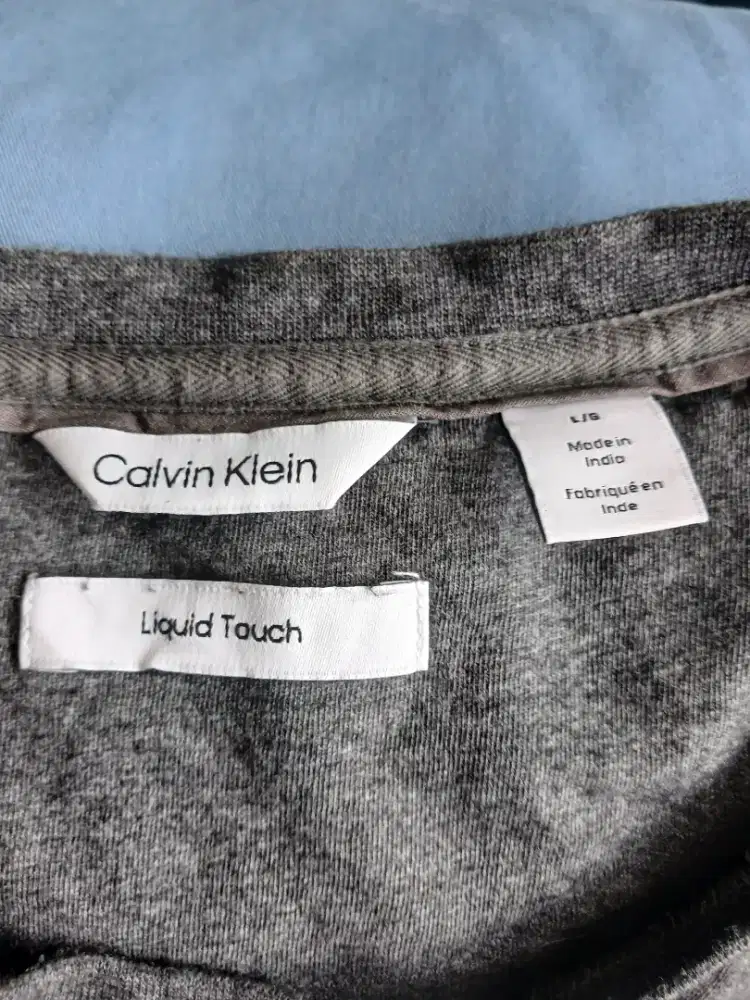 Calvin Klein
L/G
Made in
India
Fabriqué en
Inde
Liquid Touch